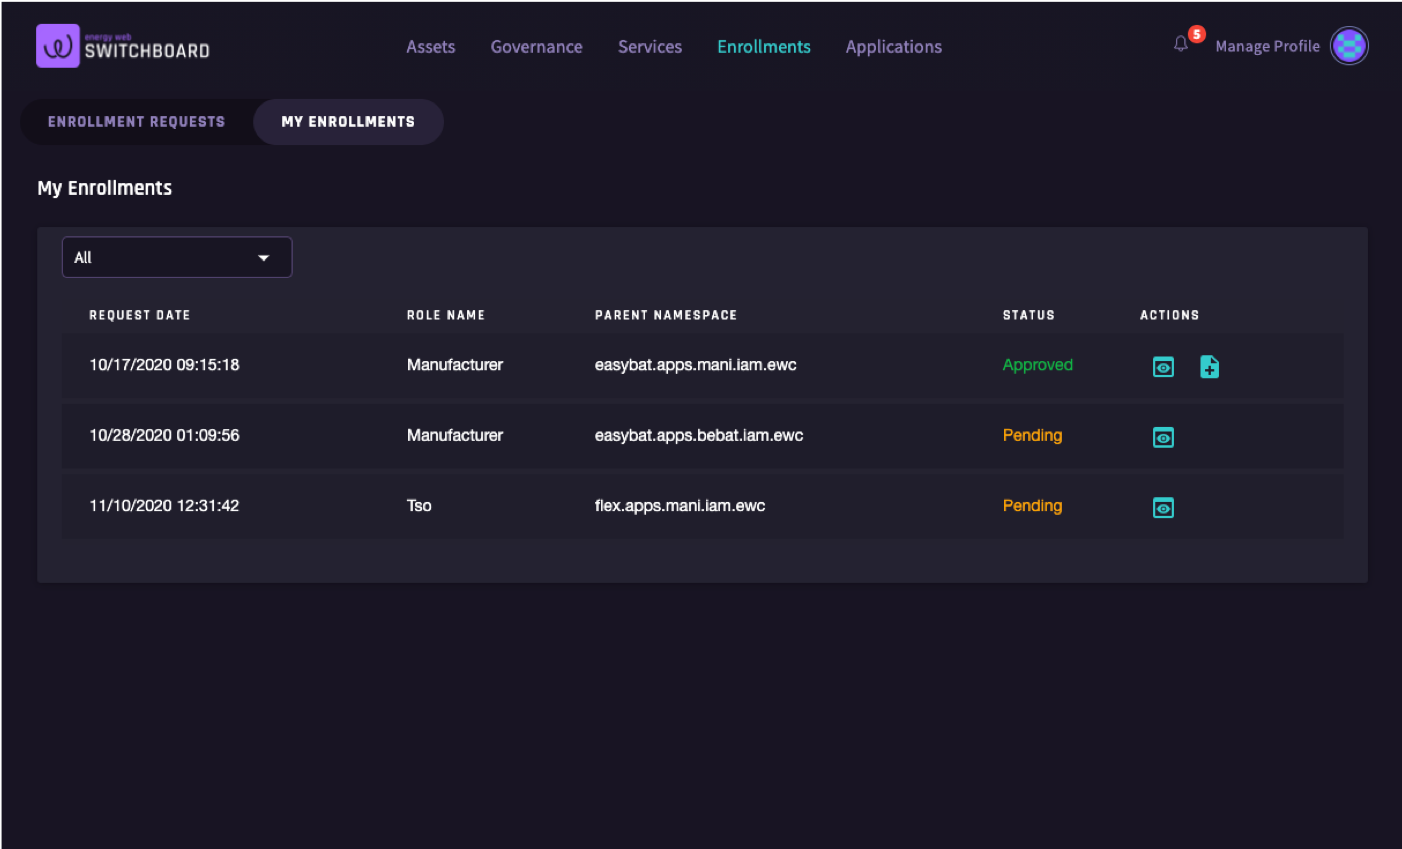 energy web
SWITCHBOARD
Assets Governance Services Enrollments Applications 5 Manage Profile
ENROLLMENT REQUESTS MY ENROLLMENTS
My Enrollments
All
REQUEST DATE ROLE NAME PARENT NAMESPACE STATUS ACTIONS
10/17/2020 09:15:18 Manufacturer easybat.apps.mani.iam.ewc Approved
10/28/2020 01:09:56 Manufacturer easybat.apps.bebat.iam.ewc Pending
11/10/2020 12:31:42 Tso flex.apps.mani.iam.ewc Pending